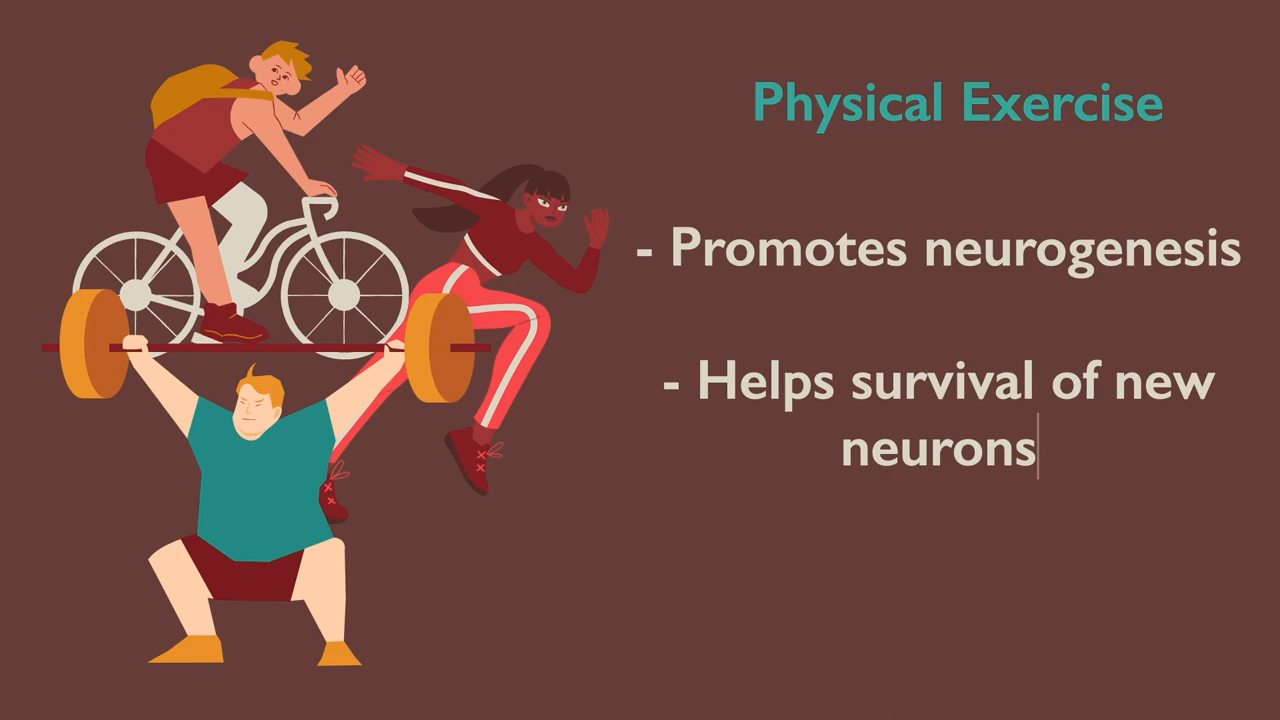 Physical Exercise
- Promotes neurogenesis
- Helps survival of new
neurons